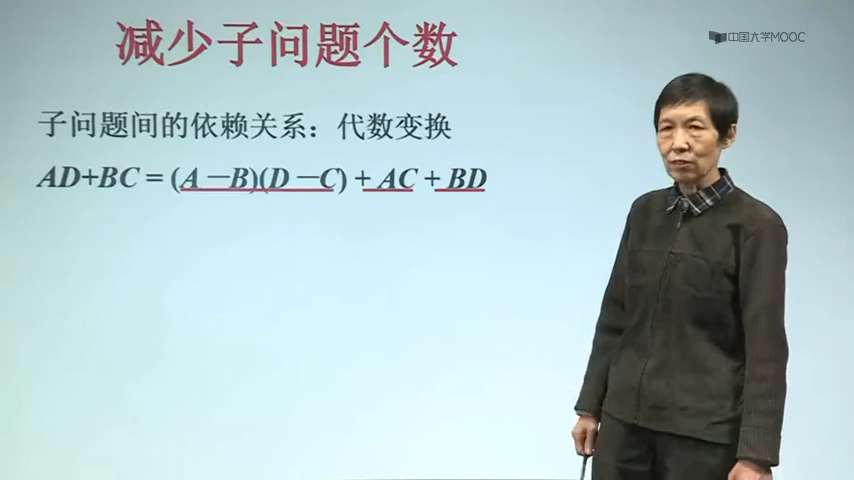 减少子问题个数
中国大学MOOC
子问题间的依赖关系：代数变换
AD+BC = (A －B)(D －C) + AC + BD